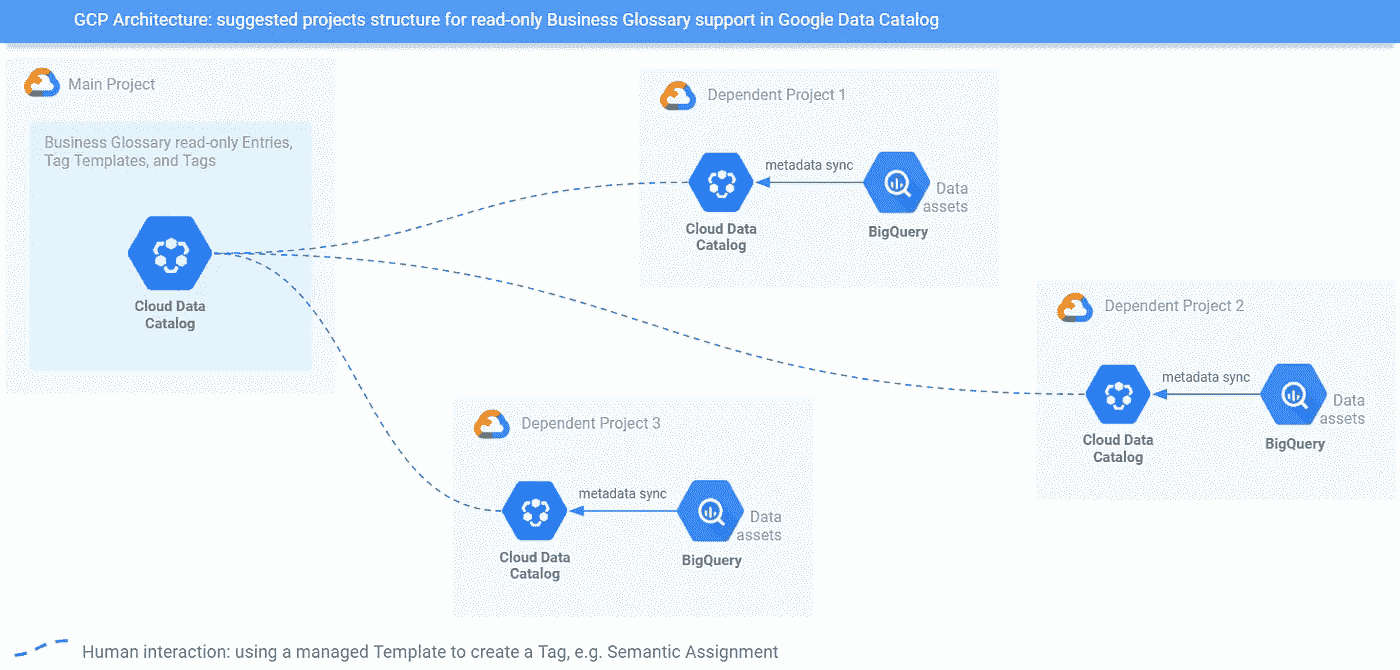 GCP Architecture: suggested projects structure for read-only Business Glossary support in Google Data Catalog
Main Project
Business Glossary read-only Entries,
Tag Templates, and Tags
Cloud Data
Catalog
Dependent Project 1
metadata sync
Data
assets
Cloud Data
Catalog
BigQuery
Dependent Project 2
metadata sync
Data
assets
Cloud Data
Catalog
BigQuery
Dependent Project 3
metadata sync
Data
assets
Cloud Data
Catalog
BigQuery
Human interaction: using a managed Template to create a Tag, e.g. Semantic Assignment